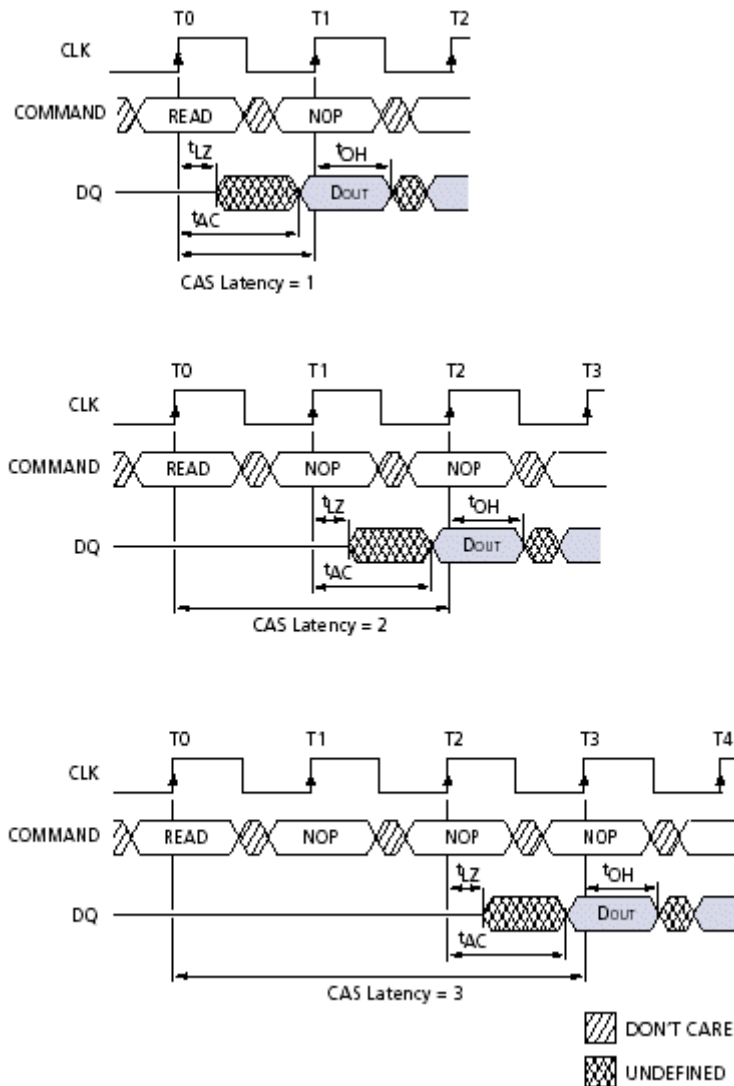 T0 T1 T2
CLK
COMMAND READ NOP
tLZ tOH
DQ DOUT
tAC
CAS Latency = 1
T0 T1 T2 T3
CLK
COMMAND READ NOP NOP
tLZ tOH
DQ DOUT
tAC
CAS Latency = 2
T0 T1 T2 T3 T4
CLK
COMMAND READ NOP NOP NOP
tLZ tOH
DQ DOUT
tAC
CAS Latency = 3
DON'T CARE
UNDEFINED